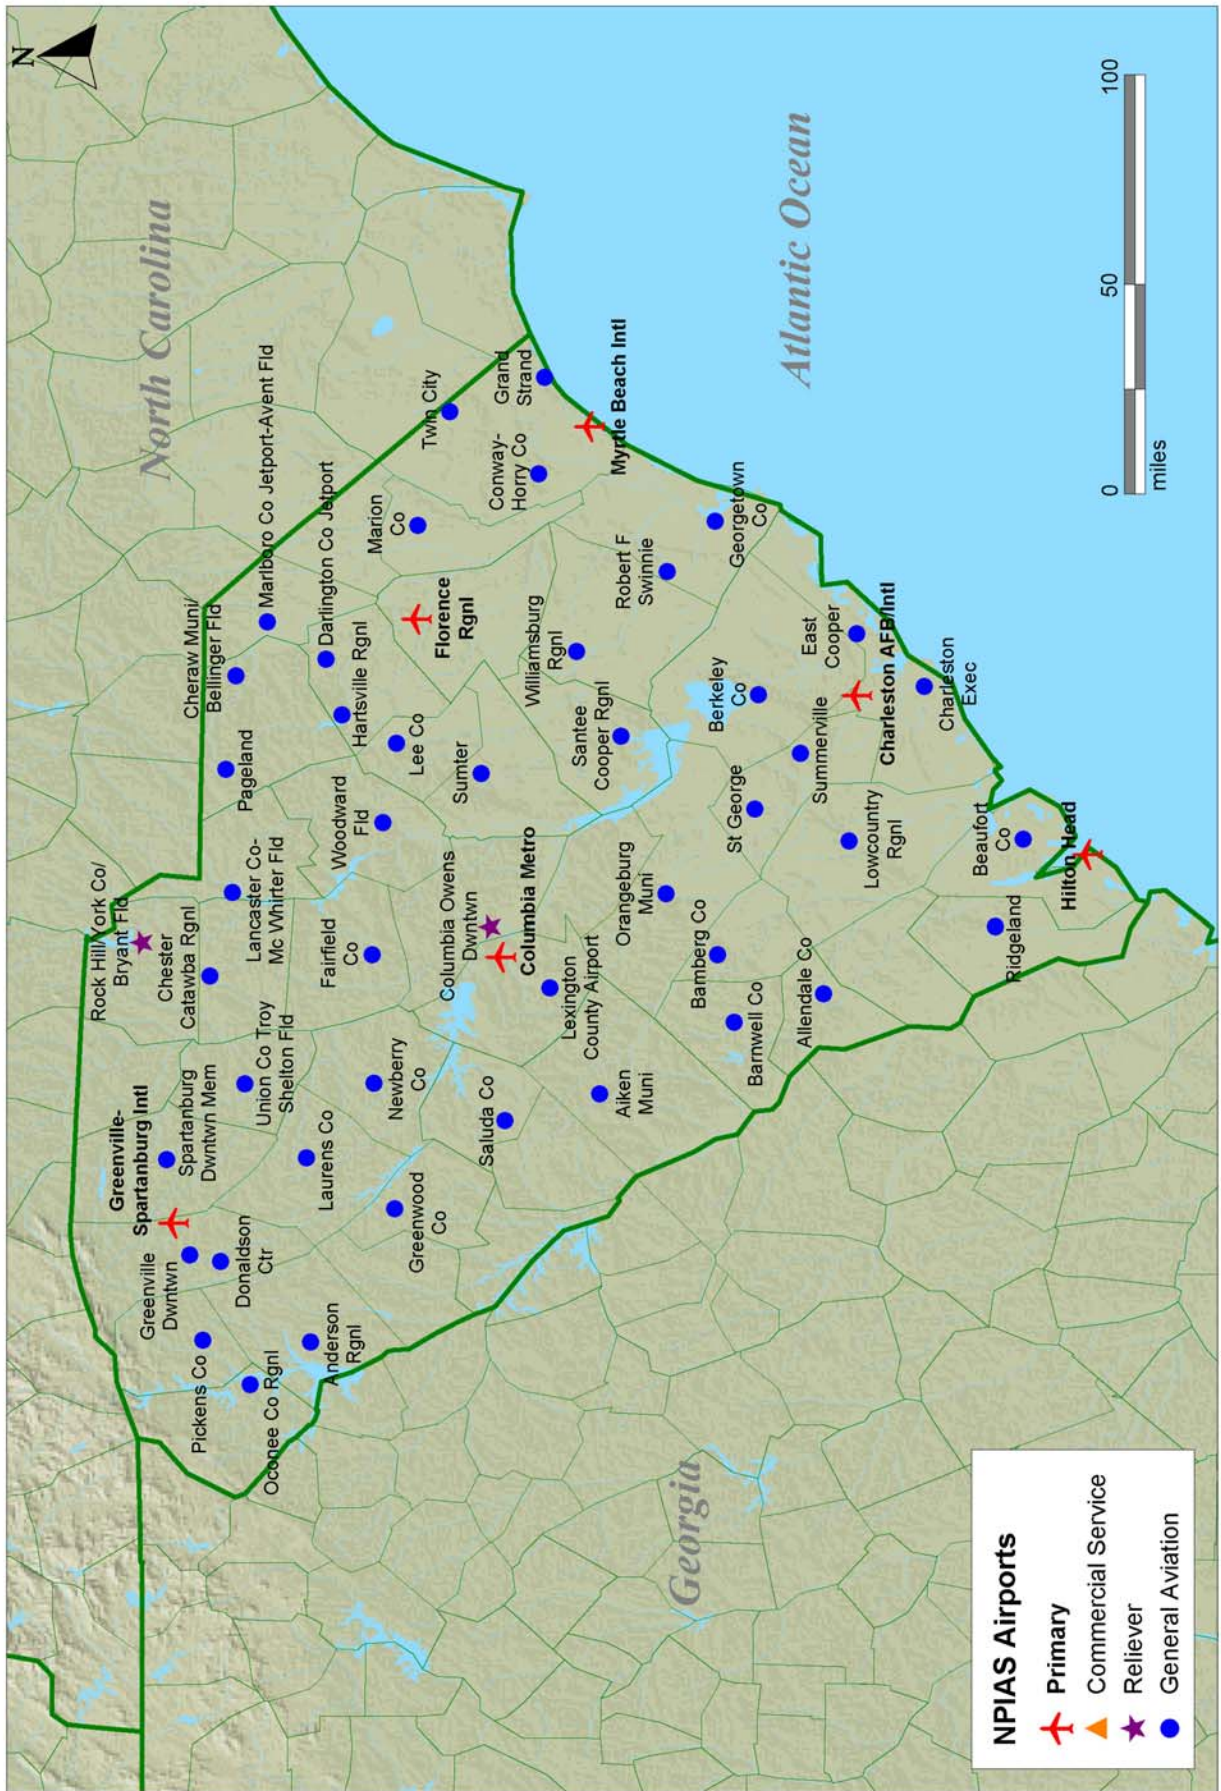 N
North Carolina
Atlantic Ocean
Georgia
Rock Hill/York Co/
Bryant Fld
Chester
Catawba Rgnl
Lancaster Co-
Mc Whirter Fld
Pageland
Cheraw Muni/
Bellinger Fld
Marlboro Co Jetport-Avent Fld
Darlington Co Jetport
Hartsville Rgnl
Lee Co
Woodward
Fld
Sumter
Marion
Co
Twin City
Florence
Rgnl
Conway-
Horry Co
Grand
Strand
Myrtle Beach Intl
Greenville-
Spartanburg Intl
Spartanburg
Dwntwn Mem
Greenville
Dwntwn
Donaldson
Ctr
Pickens Co
Oconee Co Rgnl
Anderson
Rgnl
Union Co Troy
Shelton Fld
Laurens Co
Greenwood
Co
Newberry
Co
Fairfield
Co
Columbia Owens
Dwntwn
Columbia Metro
Lexington
County Airport
Saluda Co
Aiken
Muni
Williamsburg
Rgnl
Santee
Cooper Rgnl
Robert F
Swinnie
Georgetown
Co
Orangeburg
Muni
Bamberg Co
Barnwell Co
Allendale Co
St George
Berkeley
Co
Summerville
East
Cooper
Charleston AFB/Intl
Charleston
Exec
Lowcountry
Rgnl
Beaufort
Co
Hilton Head
Ridgeland
0 50 100
miles
NPIAS Airports
Primary
Commercial Service
Reliever
General Aviation